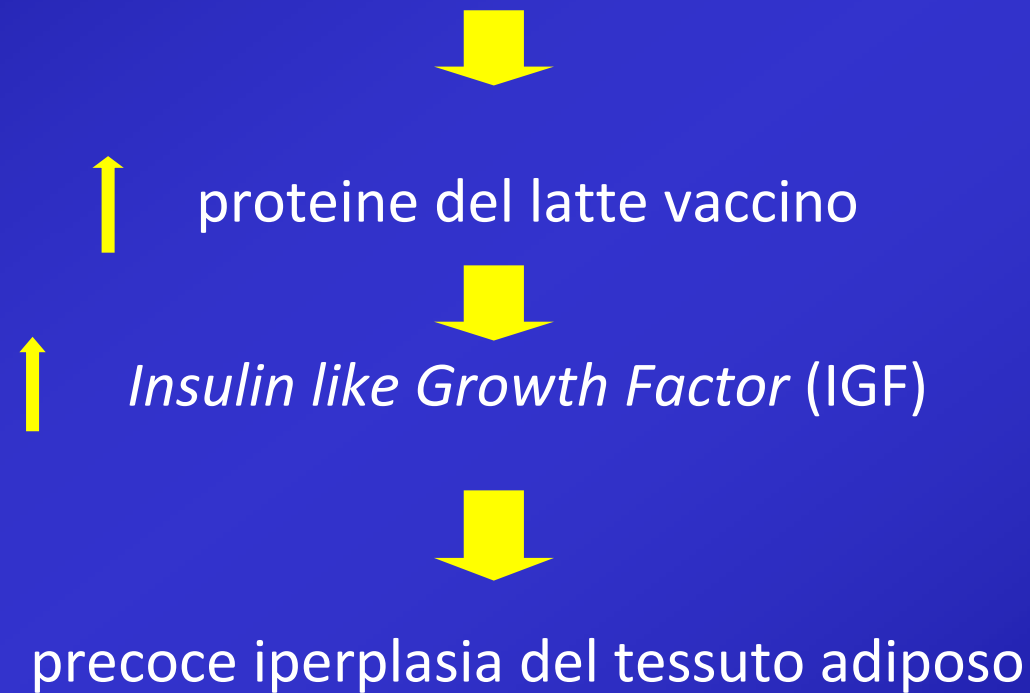 proteine del latte vaccino
Insulin like Growth Factor (IGF)
precoce iperplasia del tessuto adiposo